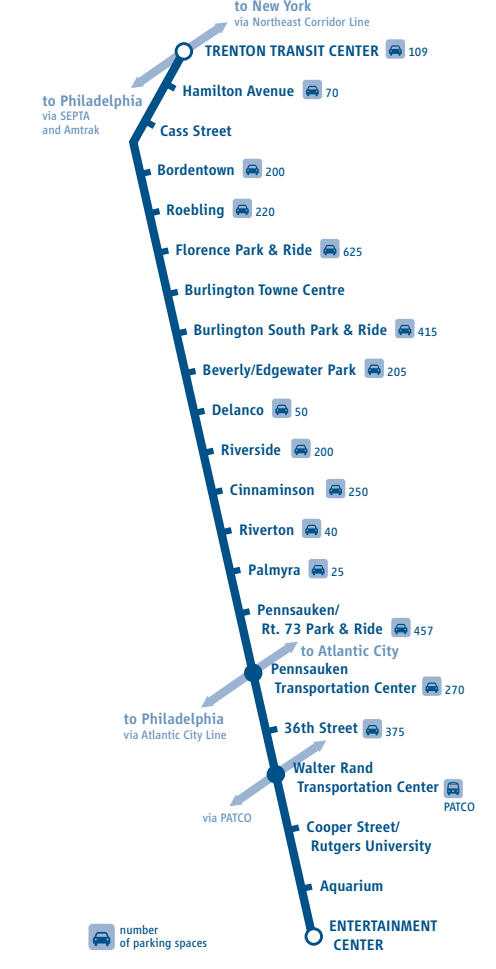 to New York
via Northeast Corridor Line
TRENTON TRANSIT CENTER 109
Hamilton Avenue 70
to Philadelphia
via SEPTA
and Amtrak
Cass Street
Bordentown 200
Roebling 220
Florence Park & Ride 625
Burlington Towne Centre
Burlington South Park & Ride 415
Beverly/Edgewater Park 205
Delanco 50
Riverside 200
Cinnaminson 250
Riverton 40
Palmyra 25
Pennsauken/
Rt. 73 Park & Ride 457
to Atlantic City
Pennsauken
Transportation Center 270
to Philadelphia
via Atlantic City Line
36th Street 375
Walter Rand
Transportation Center
PATCO
via PATCO
Cooper Street/
Rutgers University
Aquarium
ENTERTAINMENT
CENTER
number
of parking spaces